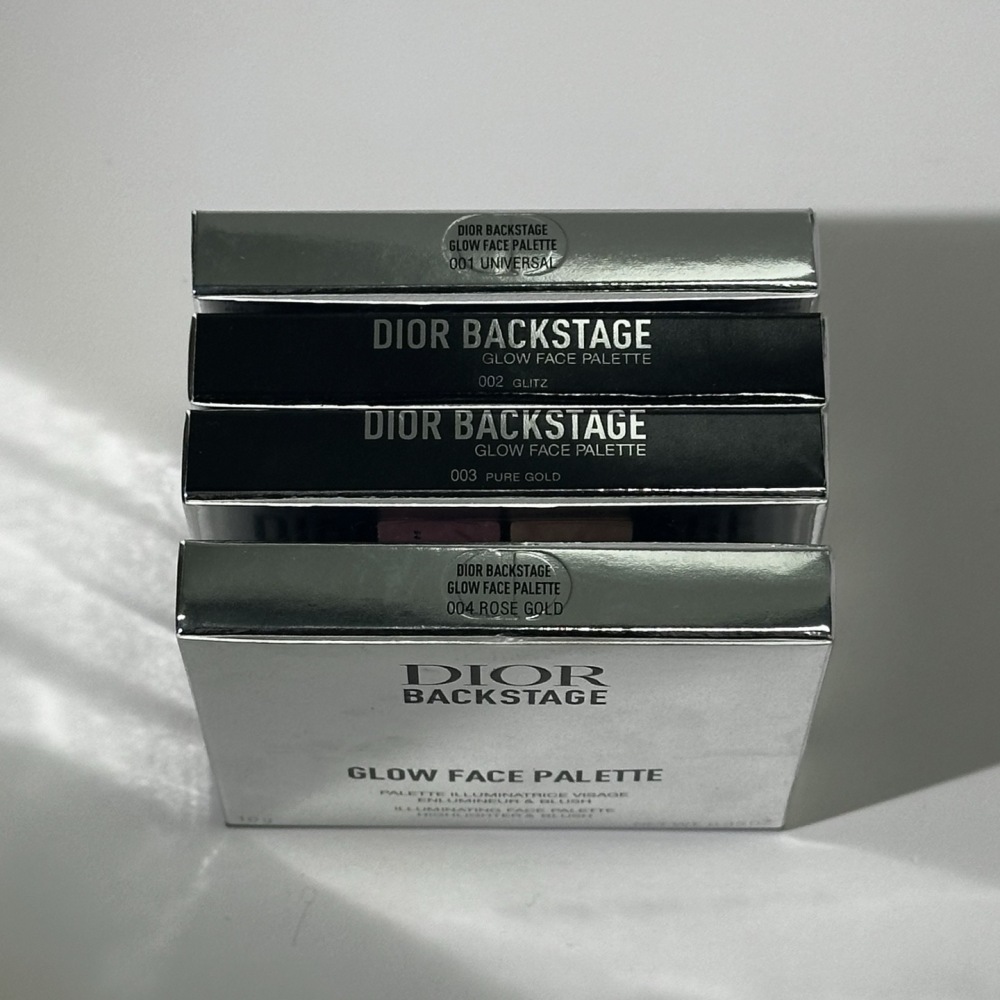 DIOR BACKSTAGE
GLOW FACE PALETTE
001 UNIVERSAL
DIOR BACKSTAGE
GLOW FACE PALETTE
002 GLITZ
DIOR BACKSTAGE
GLOW FACE PALETTE
003 PURE GOLD
DIOR BACKSTAGE
GLOW FACE PALETTE
004 ROSE GOLD
DIOR
BACKSTAGE
GLOW FACE PALETTE
PALETTE ILLUMINATRICE VISAGE
ENLUMINEUR & BLUSH
ILLUMINATING FACE PALETTE
HIGHLIGHTER & BLUSH
10 g